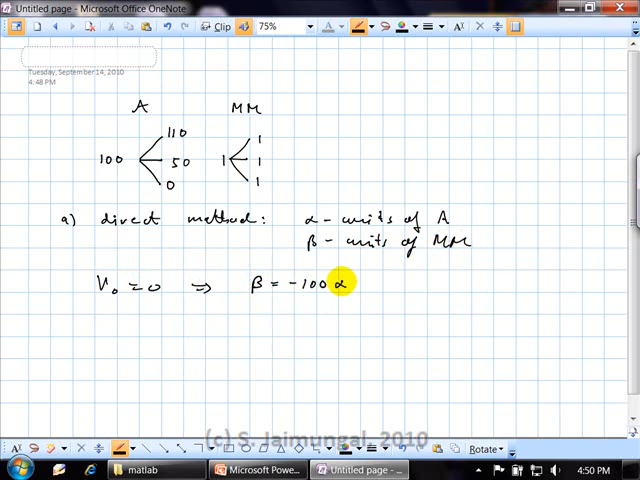 Untitled page - Microsoft Office OneNote
Clip 75%
Tuesday, September 14, 2010
4:48 PM
A MM
110 1
100 50 1 1
0 1
a) direct method: α - units of A
β - units of MM
V₀ = 0 ⇒ β = -100 α
(c) S. Jaimungal, 2010
Rotate
matlab Microsoft Powe... Untitled page - ... 4:50 PM